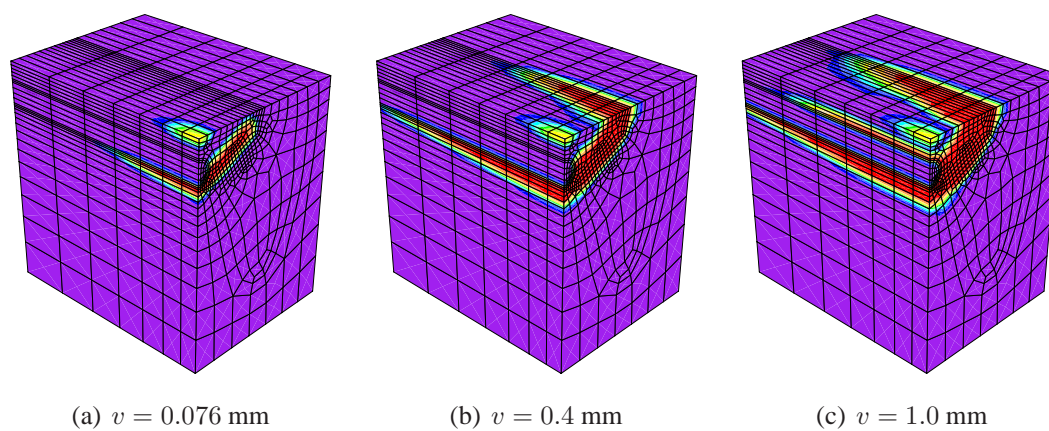 (a) v = 0.076 mm
(b) v = 0.4 mm
(c) v = 1.0 mm